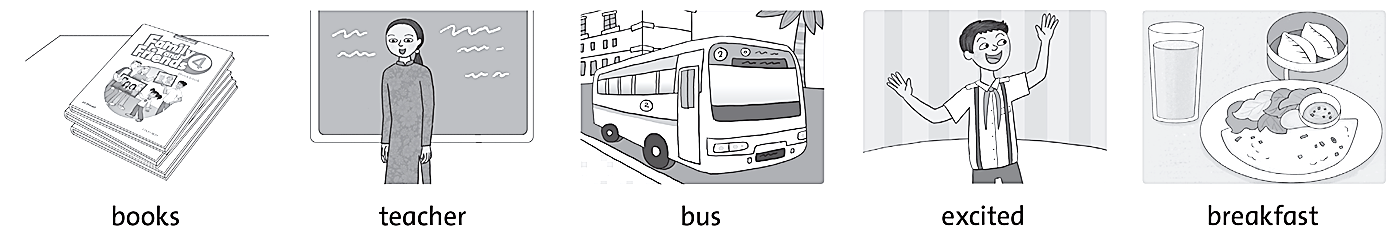 Family and Friends 4
books
teacher
bus
excited
breakfast